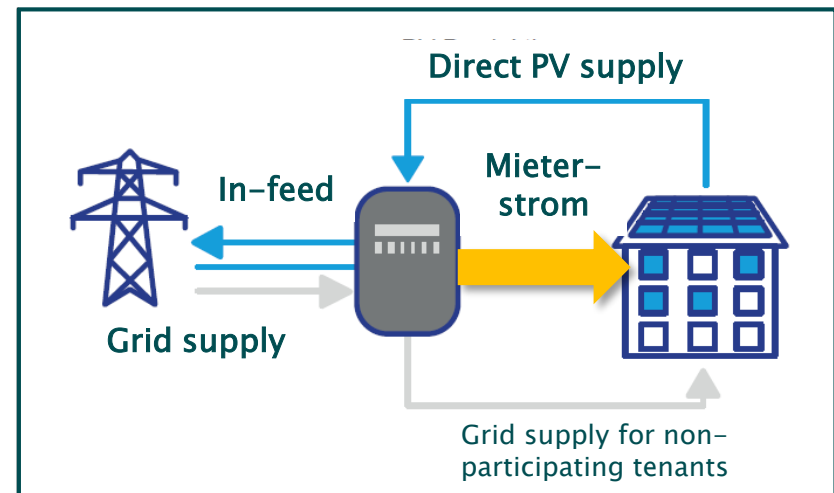 Direct PV supply
Mieter-
strom
In-feed
Grid supply
Grid supply for non-
participating tenants